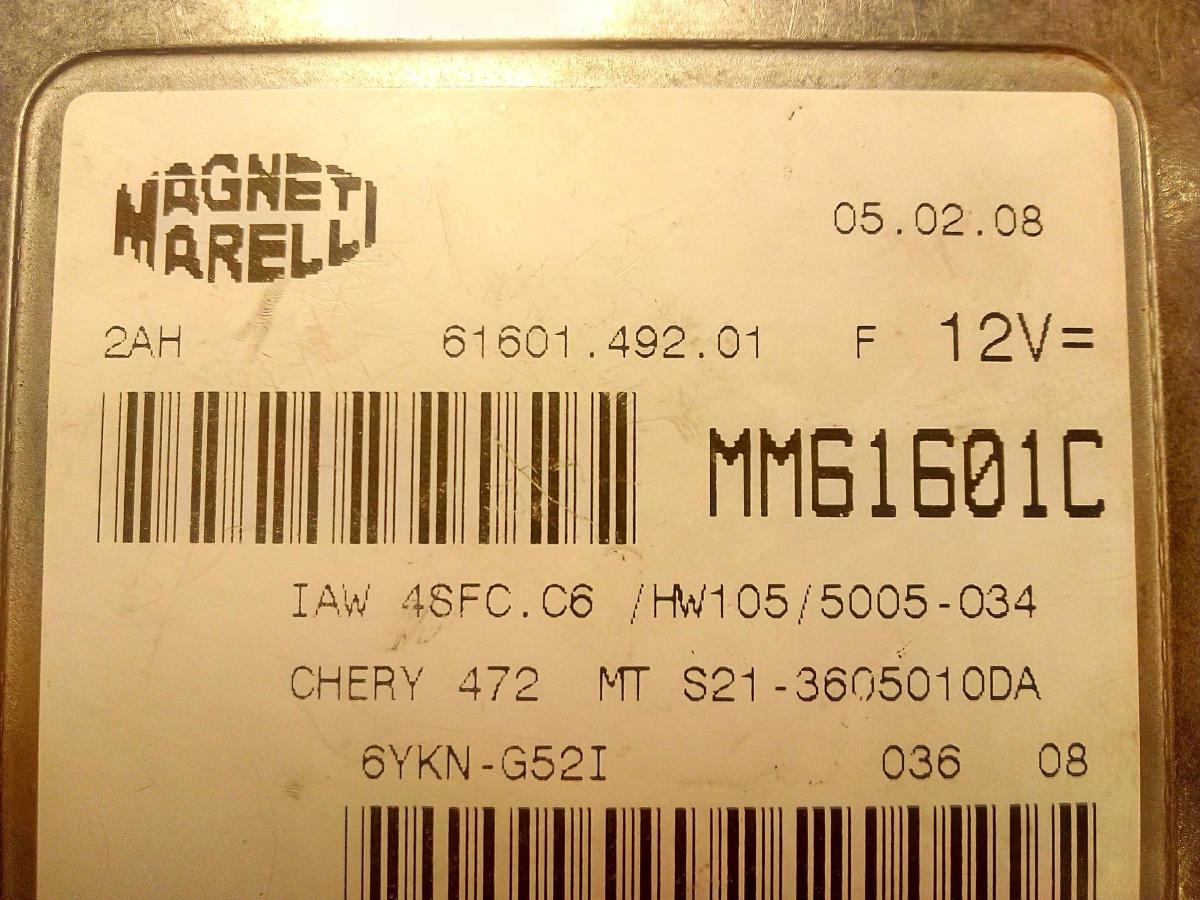 MAGNETI
MARELLI
05.02.08
2AH 61601.492.01 F 12V=
MM61601C
IAW 4SFC.C6 /HW105/5005-034
CHERY 472 MT S21-3605010DA
6YKN-G52I 036 08